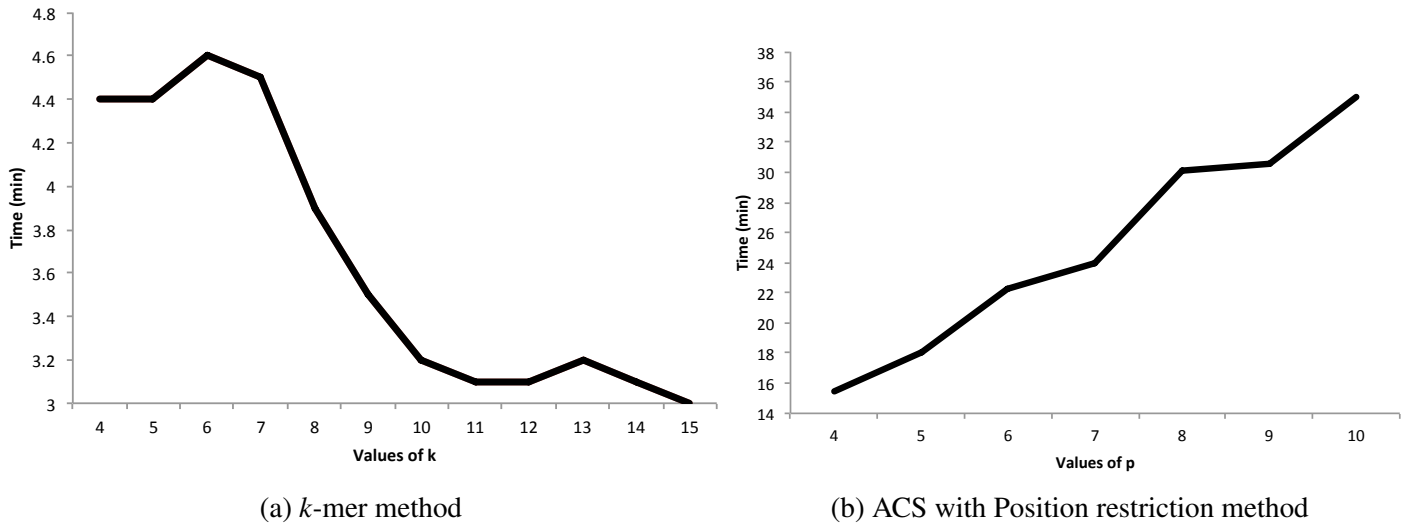 4.8
4.6
4.4
4.2
4
3.8
3.6
3.4
3.2
3
Time (min)
4 5 6 7 8 9 10 11 12 13 14 15
Values of k
(a) k-mer method
38
36
34
32
30
28
26
24
22
20
18
16
14
Time (min)
4 5 6 7 8 9 10
Values of p
(b) ACS with Position restriction method